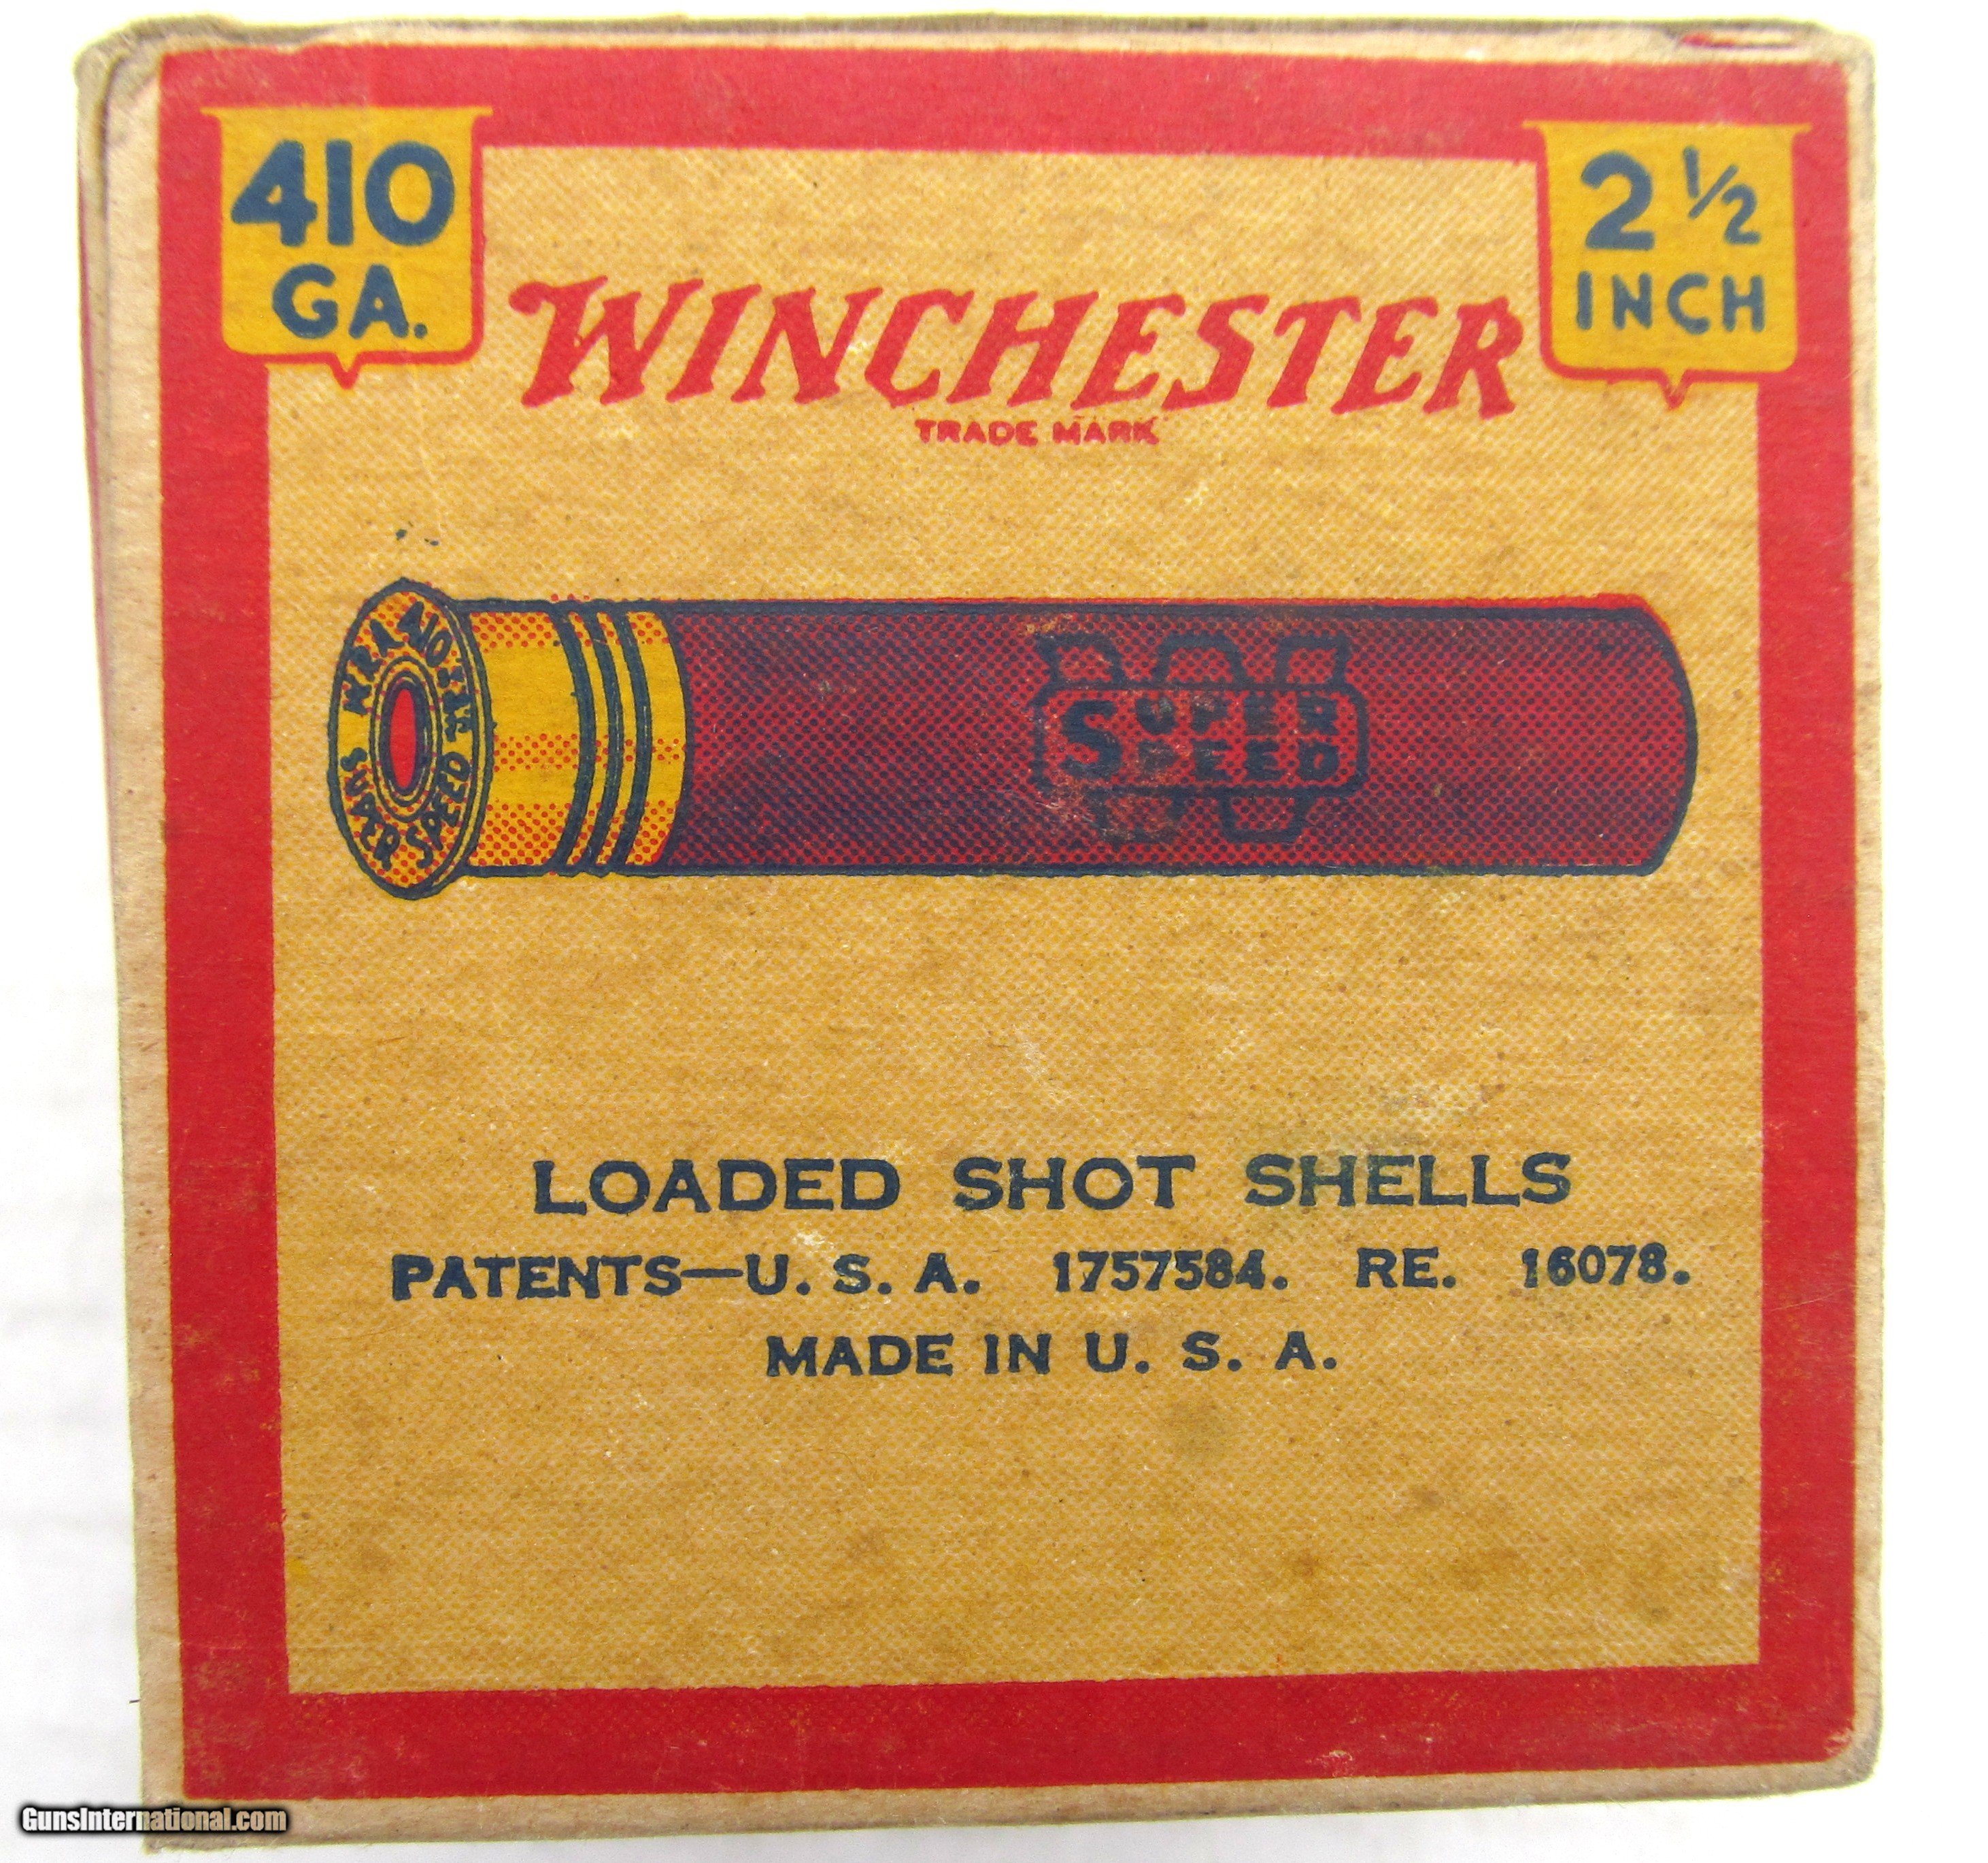 410
GA.
2 1/2
INCH
WINCHESTER
TRADE MARK
WRA 410
SUPER SPEED
SUPER
SPEED
LOADED SHOT SHELLS
PATENTS—U. S. A. 1757584. RE. 16078.
MADE IN U. S. A.
GunsInternational.com